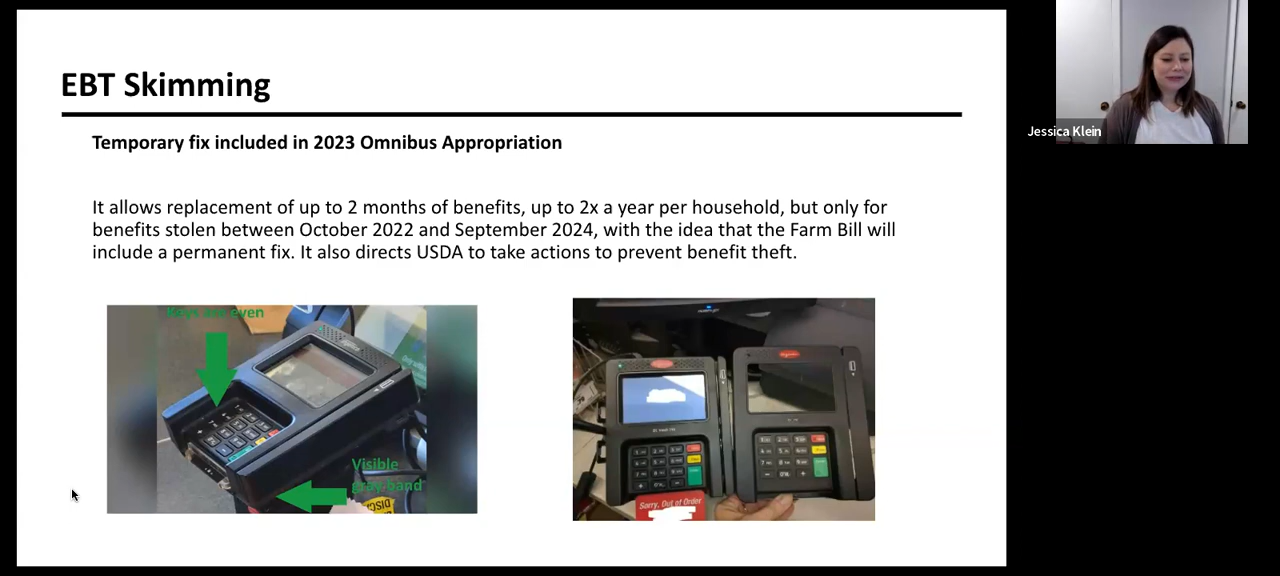 EBT Skimming
Temporary fix included in 2023 Omnibus Appropriation
It allows replacement of up to 2 months of benefits, up to 2x a year per household, but only for
benefits stolen between October 2022 and September 2024, with the idea that the Farm Bill will
include a permanent fix. It also directs USDA to take actions to prevent benefit theft.
Keys are even
Visible
gray band
Sorry, Out of Order
Jessica Klein